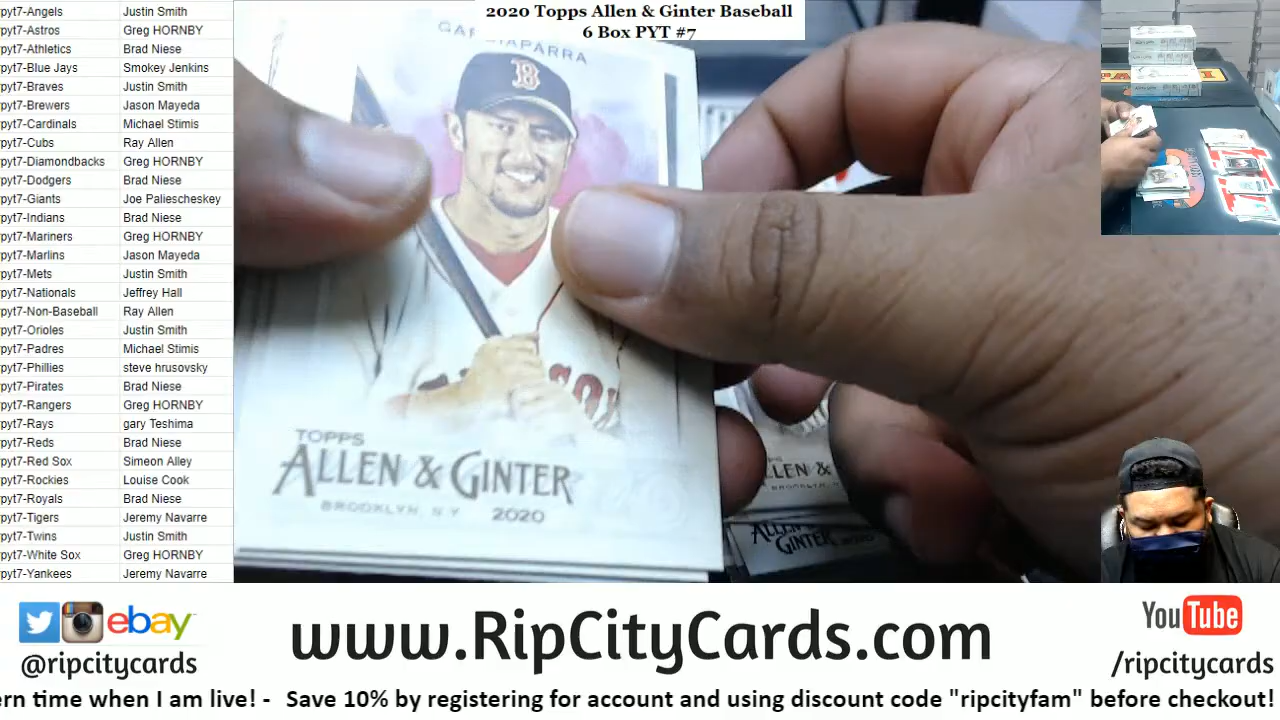 pyt7-Angels Justin Smith
pyt7-Astros Greg HORNBY
pyt7-Athletics Brad Niese
pyt7-Blue Jays Smokey Jenkins
pyt7-Braves Justin Smith
pyt7-Brewers Jason Mayeda
pyt7-Cardinals Michael Stimis
pyt7-Cubs Ray Allen
pyt7-Diamondbacks Greg HORNBY
pyt7-Dodgers Brad Niese
pyt7-Giants Joe Paliescheskey
pyt7-Indians Brad Niese
pyt7-Mariners Greg HORNBY
pyt7-Marlins Jason Mayeda
pyt7-Mets Justin Smith
pyt7-Nationals Jeffrey Hall
pyt7-Non-Baseball Ray Allen
pyt7-Orioles Justin Smith
pyt7-Padres Michael Stimis
pyt7-Phillies steve hrusovsky
pyt7-Pirates Brad Niese
pyt7-Rangers Greg HORNBY
pyt7-Rays gary Teshima
pyt7-Reds Brad Niese
pyt7-Red Sox Simeon Alley
pyt7-Rockies Louise Cook
pyt7-Royals Brad Niese
pyt7-Tigers Jeremy Navarre
pyt7-Twins Justin Smith
pyt7-White Sox Greg HORNBY
pyt7-Yankees Jeremy Navarre
2020 Topps Allen & Ginter Baseball
6 Box PYT #7
B
TOPPS
ALLEN & GINTER
BROOKLYN, N.Y. 2020
ALLEN
GINTER
ebay
@ripcitycards
www.RipCityCards.com
YouTube
/ripcitycards
ern time when I am live! - Save 10% by registering for account and using discount code "ripcityfam" before checkout!